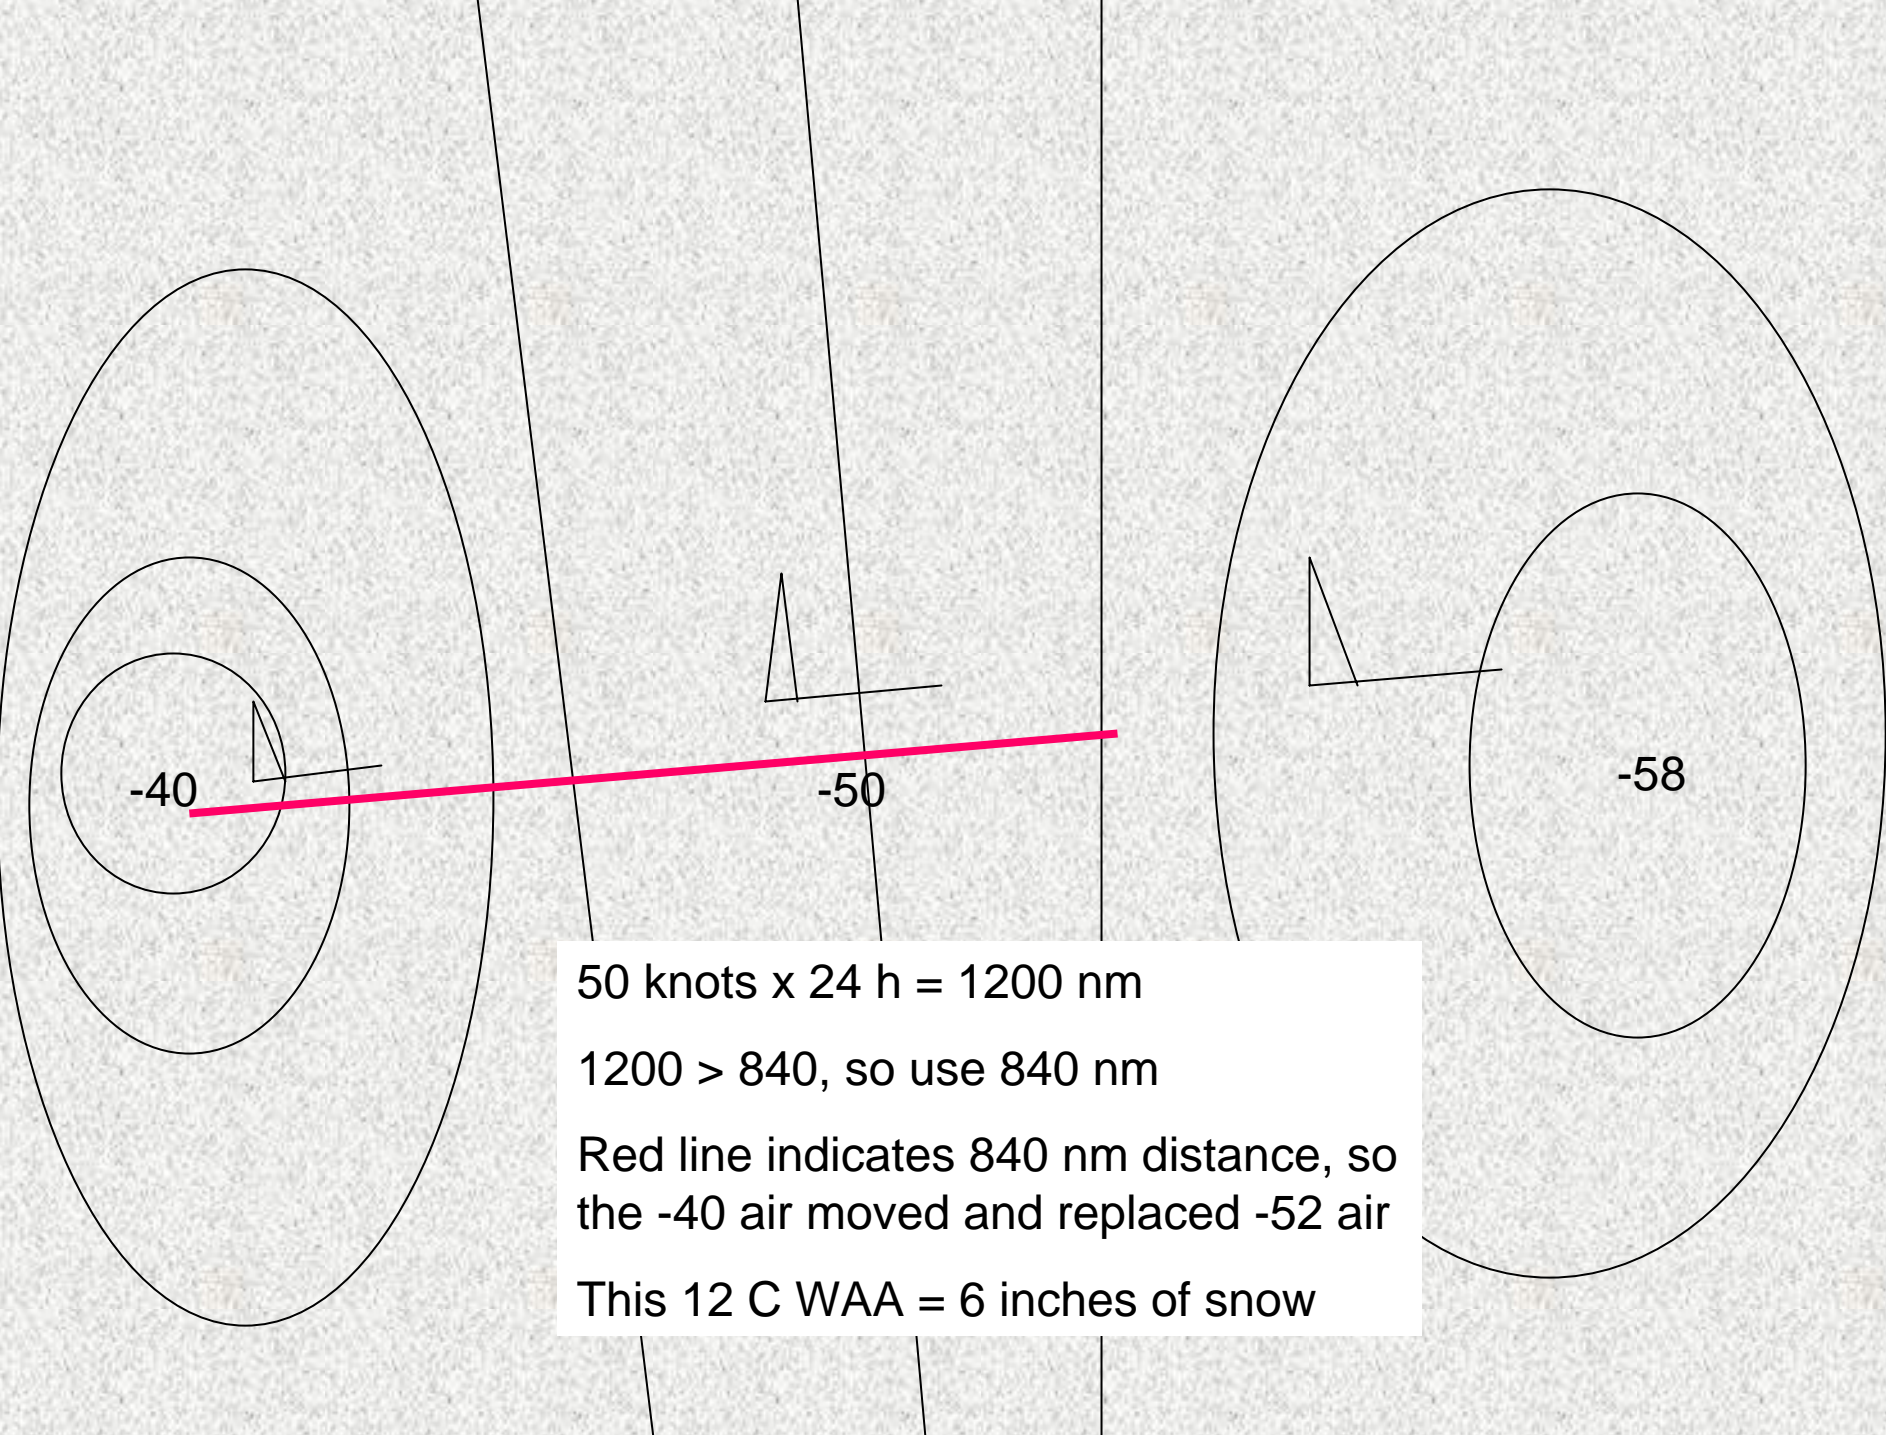 -40
-50
-58
50 knots x 24 h = 1200 nm
1200 > 840, so use 840 nm
Red line indicates 840 nm distance, so
the -40 air moved and replaced -52 air
This 12 C WAA = 6 inches of snow